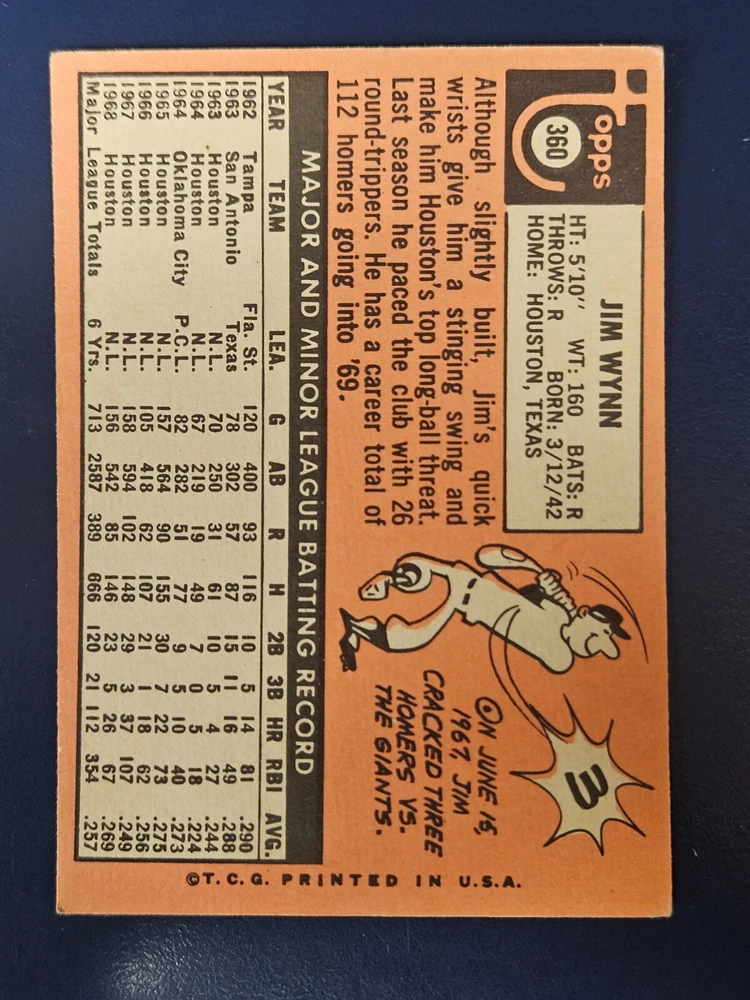 Topps
360
JIM WYNN
HT: 5'10'' WT: 160 BATS: R
THROWS: R BORN: 3/12/42
HOME: HOUSTON, TEXAS
Although slightly built, Jim's quick
wrists give him a stinging swing and
make him Houston's top long-ball threat.
Last season he paced the club with 26
round-trippers. He has a career total of
112 homers going into '69.
3
ON JUNE 15,
1967, JIM
CRACKED THREE
HOMERS VS.
THE GIANTS.
MAJOR AND MINOR LEAGUE BATTING RECORD
YEAR TEAM LEA. G AB R H 2B 3B HR RBI AVG.
1962 Tampa Fla. St. 120 400 93 116 10 5 14 81 .290
1963 San Antonio Texas 78 302 57 87 15 11 16 49 .288
1963 Houston N.L. 70 250 31 61 10 5 4 27 .244
1964 Houston N.L. 67 219 19 49 7 0 5 18 .224
1964 Oklahoma City P.C.L. 82 282 51 77 9 5 10 40 .273
1965 Houston N.L. 157 564 90 155 30 7 22 73 .275
1966 Houston N.L. 105 418 62 107 21 1 18 62 .256
1967 Houston N.L. 158 594 102 148 29 3 37 107 .249
1968 Houston N.L. 156 542 85 146 23 5 26 67 .269
Major League Totals 6 Yrs. 713 2587 389 666 120 21 112 354 .257
©T.C.G. PRINTED IN U.S.A.